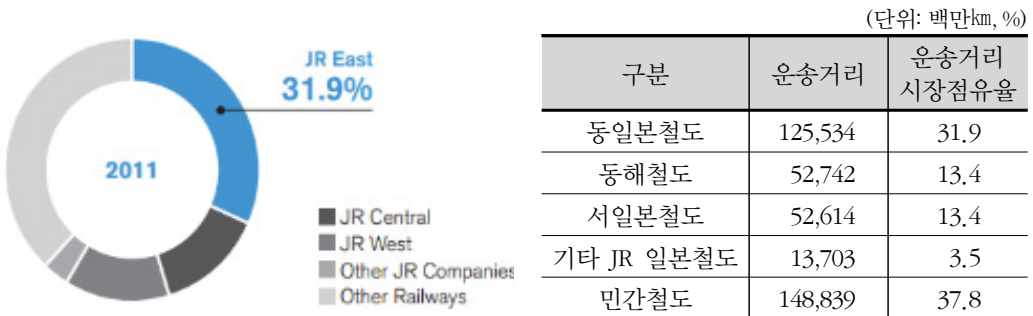 JR East
31.9%
2011
JR Central
JR West
Other JR Companies
Other Railways
(단위: 백만㎞, %)
구분 운송거리 운송거리
시장점유율
동일본철도 125,534 31.9
동해철도 52,742 13.4
서일본철도 52,614 13.4
기타 JR 일본철도 13,703 3.5
민간철도 148,839 37.8